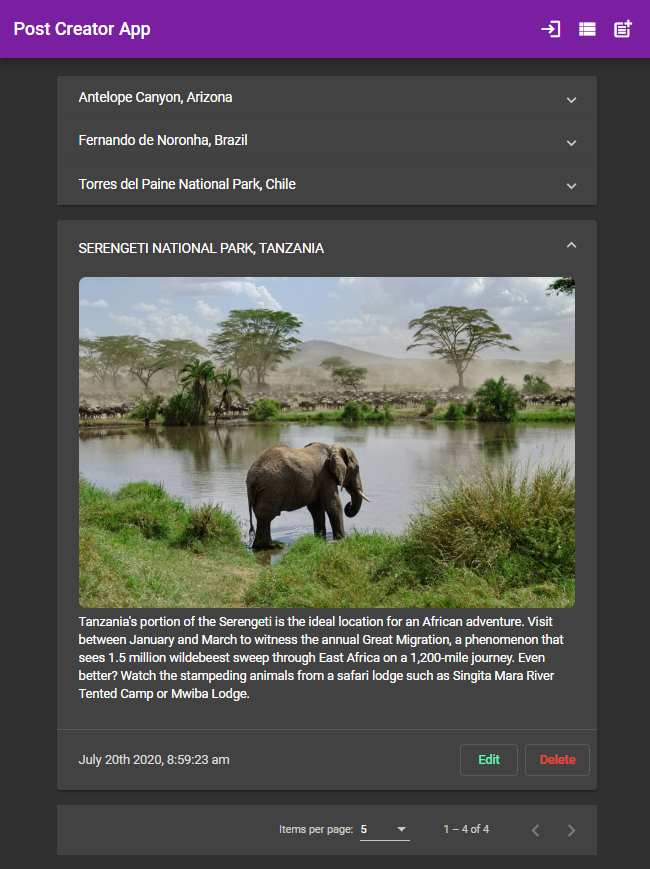 Post Creator App
Antelope Canyon, Arizona
Fernando de Noronha, Brazil
Torres del Paine National Park, Chile
SERENGETI NATIONAL PARK, TANZANIA
Tanzania's portion of the Serengeti is the ideal location for an African adventure. Visit
between January and March to witness the annual Great Migration, a phenomenon that
sees 1.5 million wildebeest sweep through East Africa on a 1,200-mile journey. Even
better? Watch the stampeding animals from a safari lodge such as Singita Mara River
Tented Camp or Mwiba Lodge.
July 20th 2020, 8:59:23 am
Edit
Delete
Items per page: 5
1 – 4 of 4